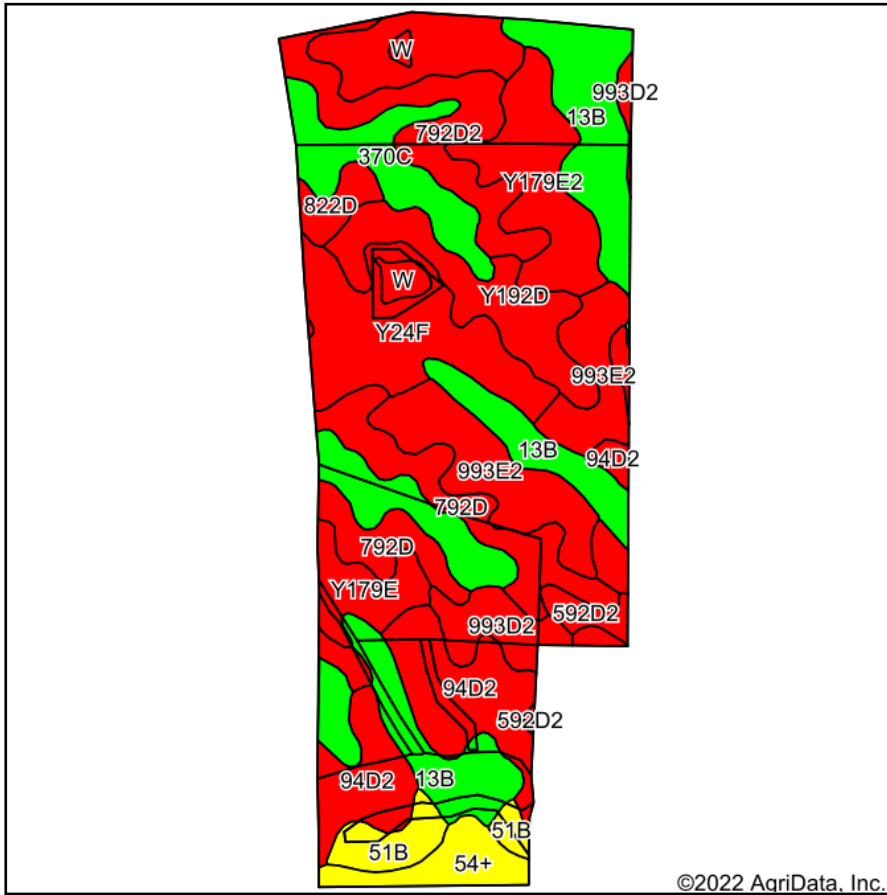 W
993D2
13B
792D2
370C
Y179E2
822D
W
Y192D
Y24F
993E2
13B
94D2
993E2
792D
792D
Y179E
592D2
993D2
94D2
592D2
94D2
13B
51B
51B
54+
©2022 AgriData, Inc.